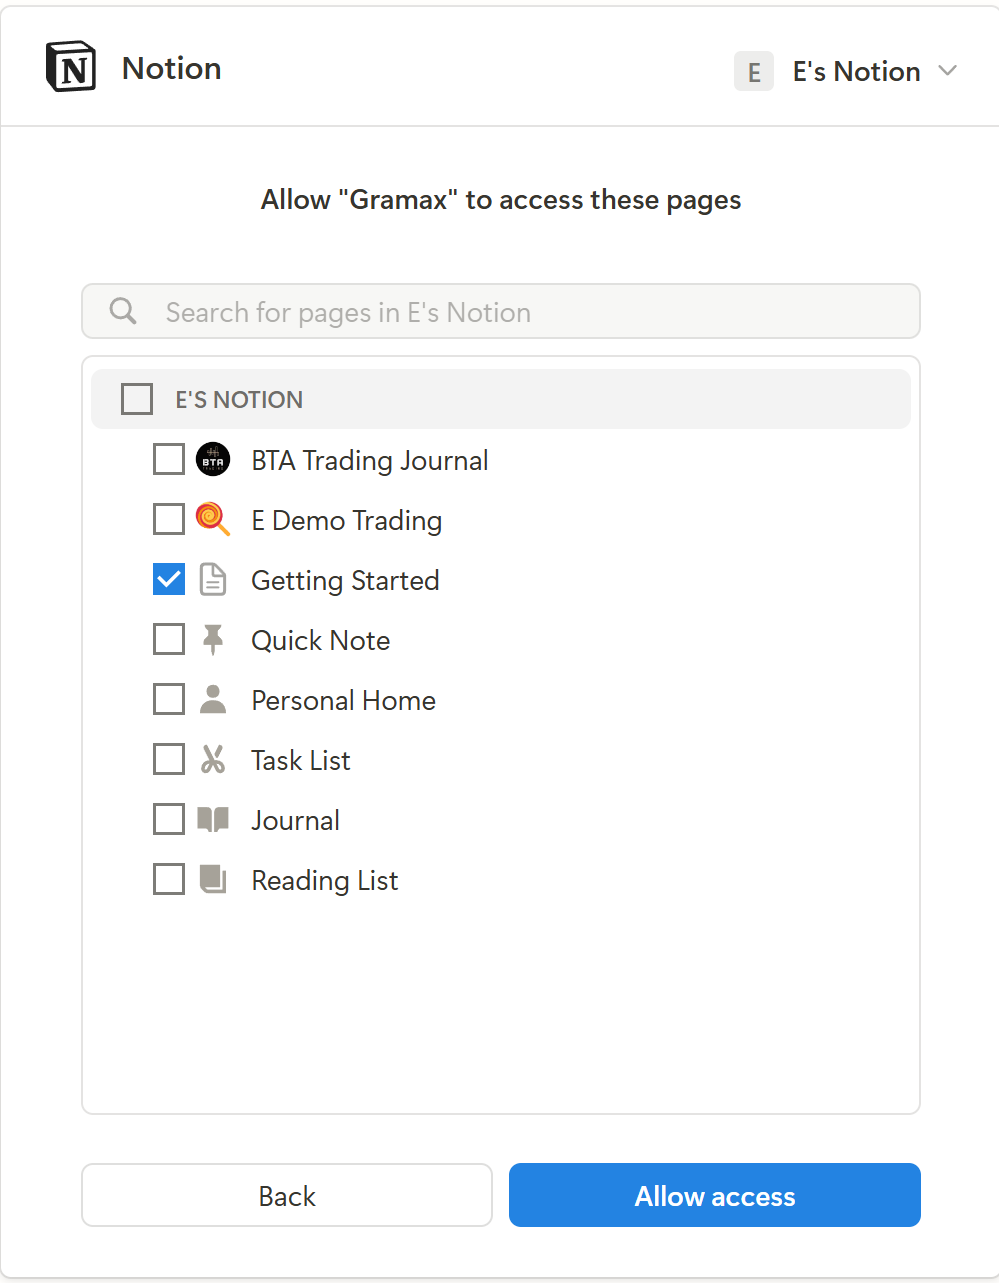 Notion
E E's Notion
Allow "Gramax" to access these pages
Search for pages in E's Notion
E'S NOTION
BTA BTA Trading Journal
E Demo Trading
Getting Started
Quick Note
Personal Home
Task List
Journal
Reading List
Back
Allow access